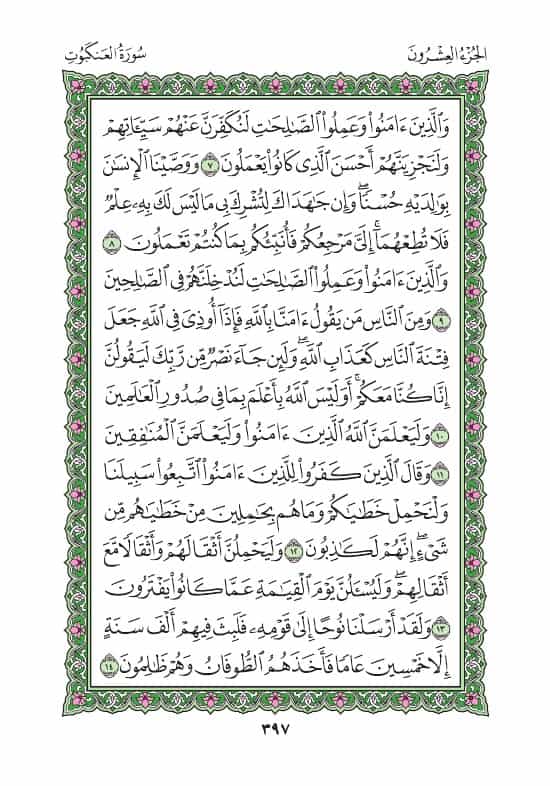 الجُزْءُ العِشْرُونَ
سُورَةُ العَنكَبُوتِ
وَٱلَّذِينَ ءَامَنُوا۟ وَعَمِلُوا۟ ٱلصَّٰلِحَٰتِ لَنُكَفِّرَنَّ عَنْهُمْ سَيِّـَٔاتِهِمْ
وَلَنَجْزِيَنَّهُمْ أَحْسَنَ ٱلَّذِى كَانُوا۟ يَعْمَلُونَ ٧ وَوَصَّيْنَا ٱلْإِنسَٰنَ
بِوَٰلِدَيْهِ حُسْنًا ۖ وَإِن جَٰهَدَاكَ لِتُشْرِكَ بِى مَا لَيْسَ لَكَ بِهِۦ عِلْمٌ
فَلَا تُطِعْهُمَآ ۚ إِلَىَّ مَرْجِعُكُمْ فَأُنَبِّئُكُم بِمَا كُنتُمْ تَعْمَلُونَ ٨
وَٱلَّذِينَ ءَامَنُوا۟ وَعَمِلُوا۟ ٱلصَّٰلِحَٰتِ لَنُدْخِلَنَّهُمْ فِى ٱلصَّٰلِحِينَ
٩ وَمِنَ ٱلنَّاسِ مَن يَقُولُ ءَامَنَّا بِٱللَّهِ فَإِذَآ أُوذِىَ فِى ٱللَّهِ جَعَلَ
فِتْنَةَ ٱلنَّاسِ كَعَذَابِ ٱللَّهِ ۖ وَلَئِن جَآءَ نَصْرٌ مِّن رَّبِّكَ لَيَقُولُنَّ
إِنَّا كُنَّا مَعَكُمْ ۚ أَوَلَيْسَ ٱللَّهُ بِأَعْلَمَ بِمَا فِى صُدُورِ ٱلْعَٰلَمِينَ
١٠ وَلَيَعْلَمَنَّ ٱللَّهُ ٱلَّذِينَ ءَامَنُوا۟ وَلَيَعْلَمَنَّ ٱلْمُنَٰفِقِينَ
١١ وَقَالَ ٱلَّذِينَ كَفَرُوا۟ لِلَّذِينَ ءَامَنُوا۟ ٱتَّبِعُوا۟ سَبِيلَنَا
وَلْنَحْمِلْ خَطَٰيَٰكُمْ وَمَا هُم بِحَٰمِلِينَ مِنْ خَطَٰيَٰهُم مِّن
شَىْءٍ ۖ إِنَّهُمْ لَكَٰذِبُونَ ١٢ وَلَيَحْمِلُنَّ أَثْقَالَهُمْ وَأَثْقَالًا مَّعَ
أَثْقَالِهِمْ ۖ وَلَيُسْـَٔلُنَّ يَوْمَ ٱلْقِيَٰمَةِ عَمَّا كَانُوا۟ يَفْتَرُونَ
١٣ وَلَقَدْ أَرْسَلْنَا نُوحًا إِلَىٰ قَوْمِهِۦ فَلَبِثَ فِيهِمْ أَلْفَ سَنَةٍ
إِلَّا خَمْسِينَ عَامًا فَأَخَذَهُمُ ٱلطُّوفَانُ وَهُمْ ظَٰلِمُونَ ١٤
٣٩٧